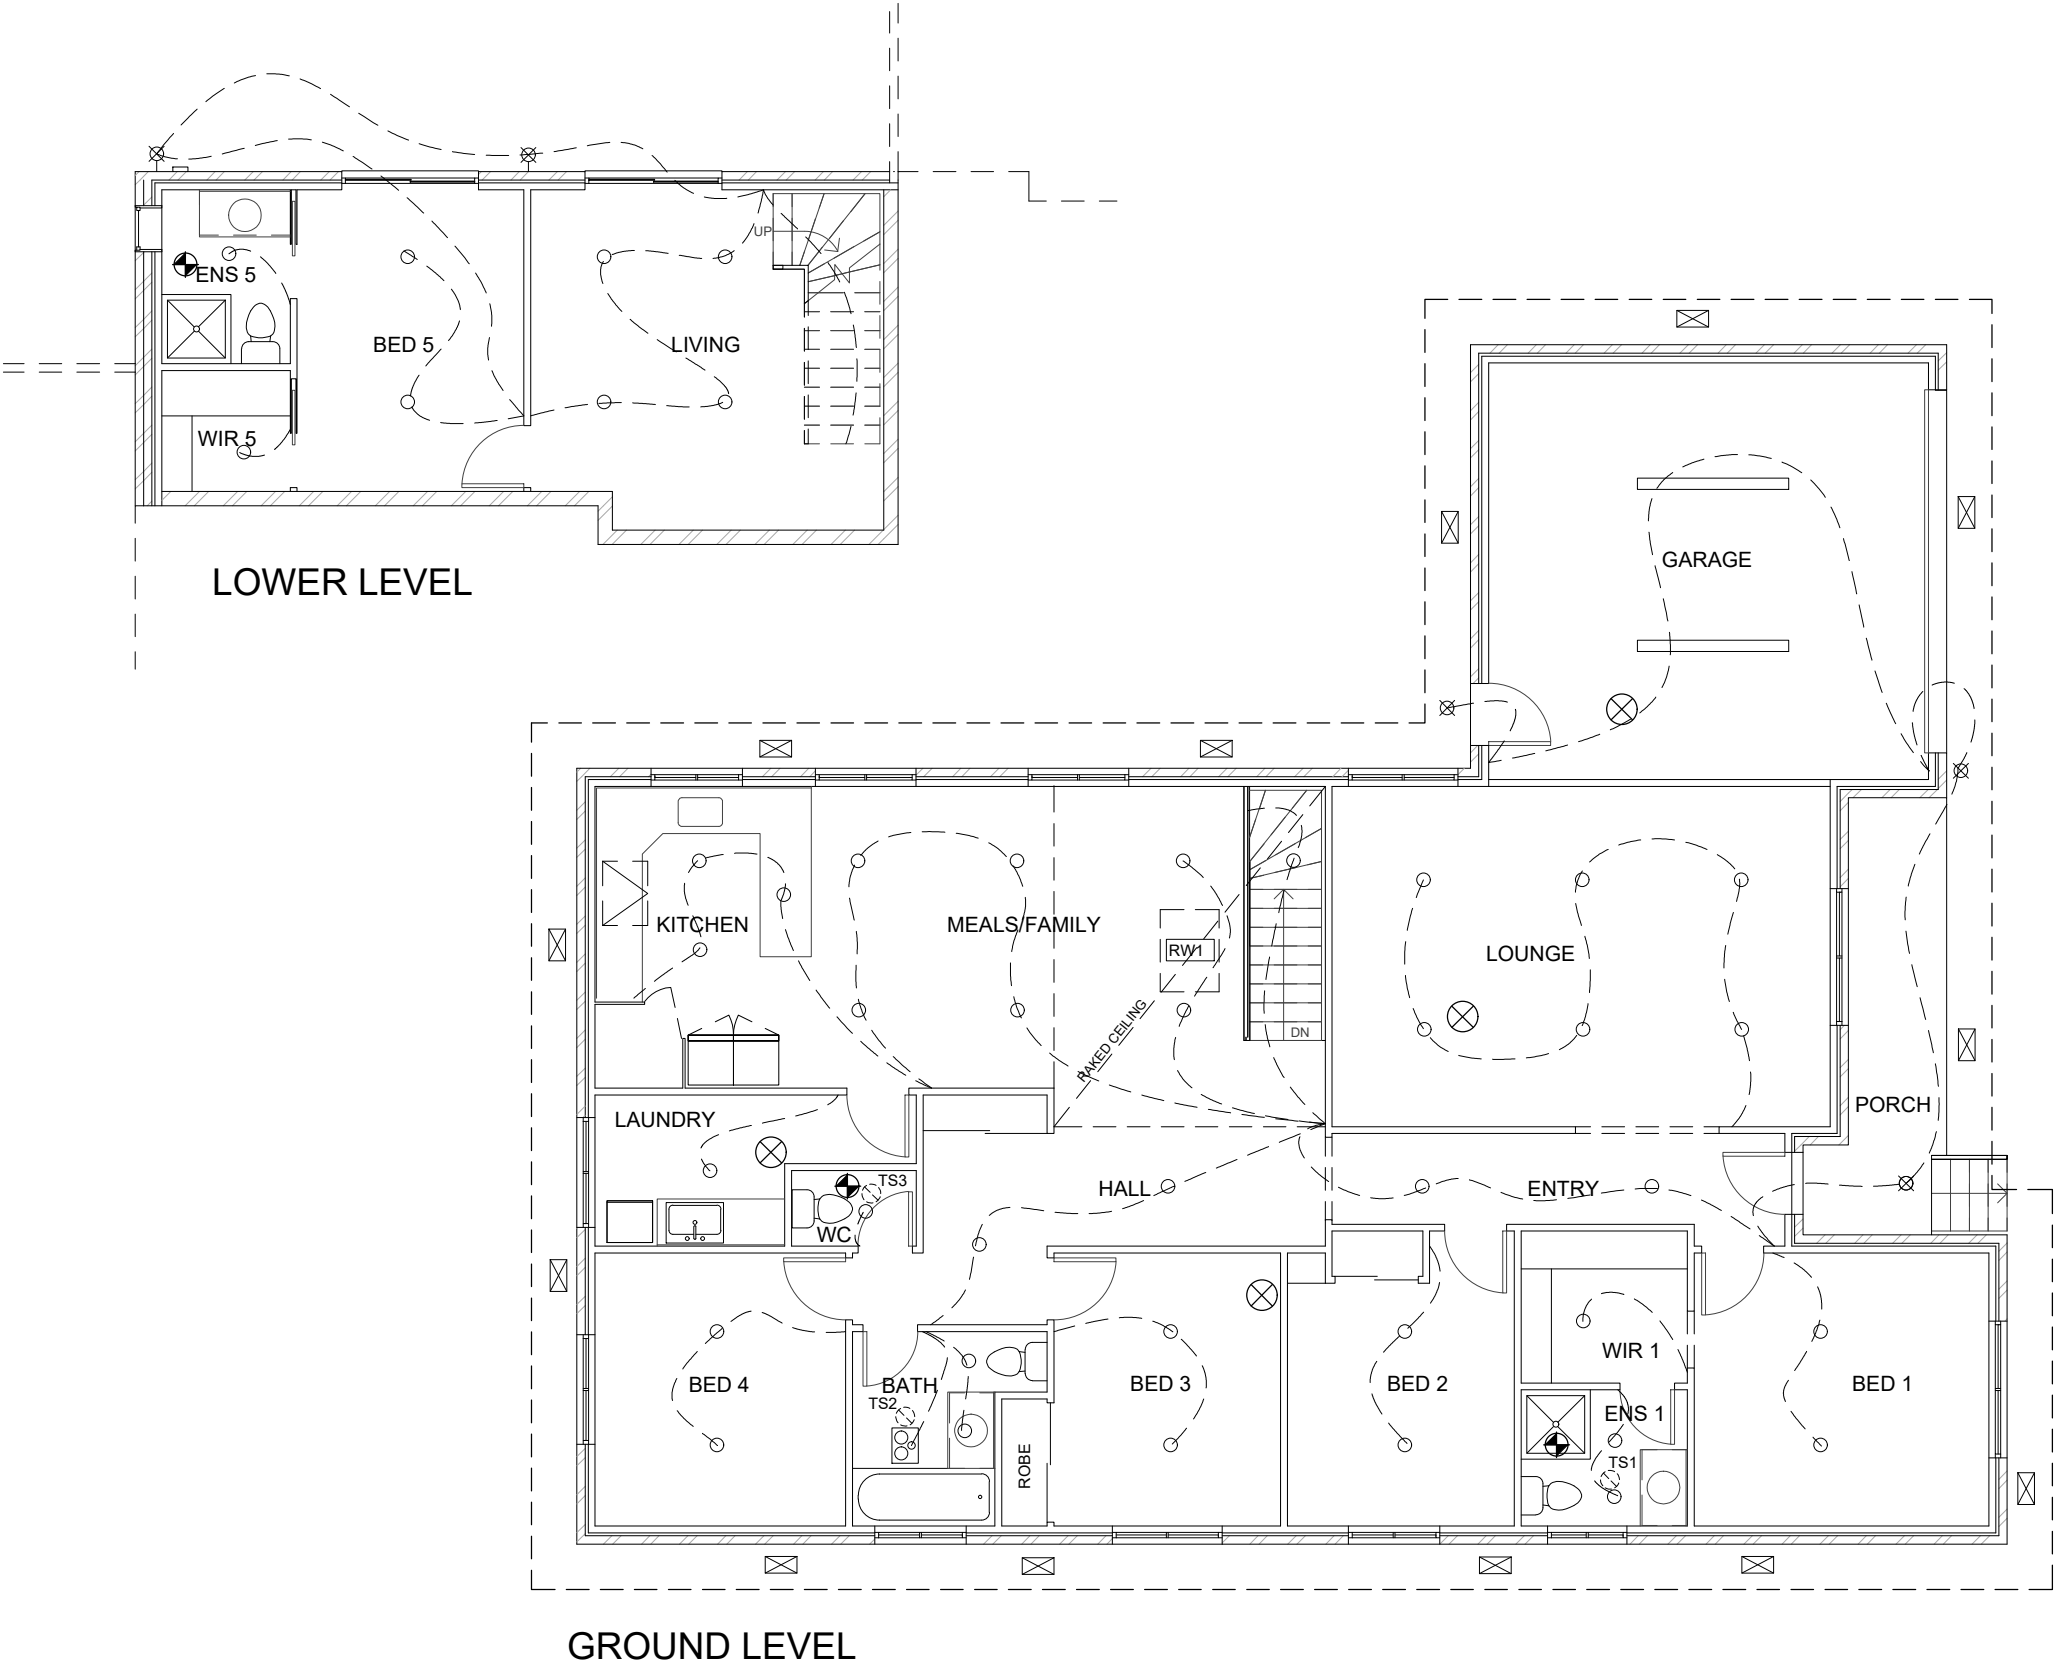 UP
ENS 5
BED 5
LIVING
WIR 5
LOWER LEVEL
GARAGE
KITCHEN
MEALS/FAMILY
RW1
LOUNGE
DN
RAKED CEILING
LAUNDRY
PORCH
TS3
HALL
ENTRY
WC
WIR 1
BED 4
BATH
BED 3
BED 2
BED 1
TS2
ENS 1
ROBE
TS1
GROUND LEVEL